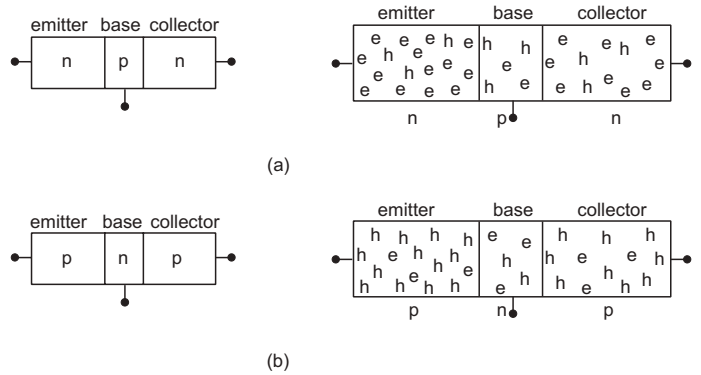 emitter base collector
n p n
emitter base collector
e e e e h e h h e e h e
e e e e e e e h e e
e h e e e
e e e e h e e h e e e
n p n
(a)
emitter base collector
p n p
emitter base collector
h h h h e e h e h
h e h h h h e e h
h h e h h h
h h h h e h e h h
p n p
(b)